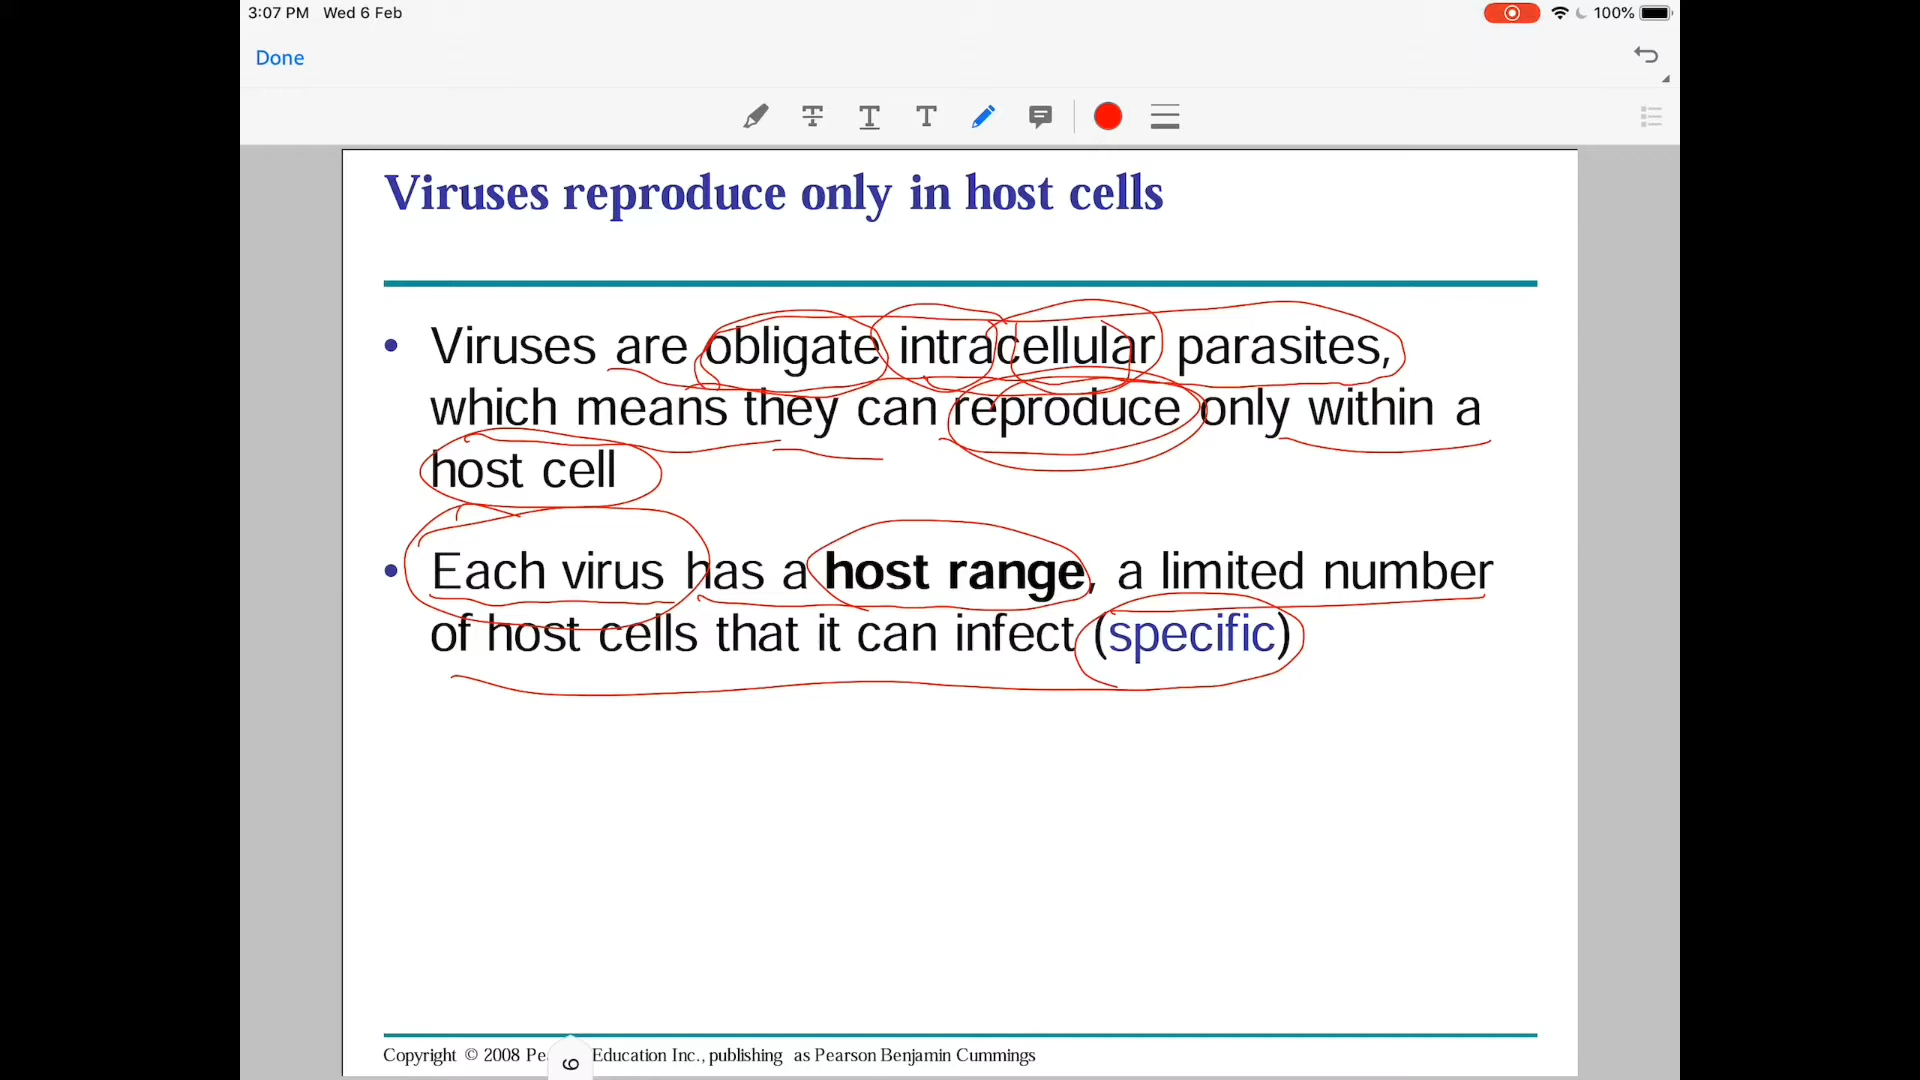 3:07 PM Wed 6 Feb 100%
Done
Viruses reproduce only in host cells
• Viruses are obligate intracellular parasites,
which means they can reproduce only within a
host cell
• Each virus has a host range, a limited number
of host cells that it can infect (specific)
Copyright © 2008 Pe Education Inc., publishing as Pearson Benjamin Cummings